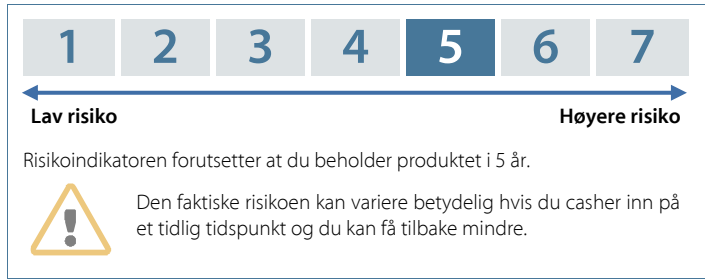 1 2 3 4 5 6 7
Lav risiko Høyere risiko
Risikoindikatoren forutsetter at du beholder produktet i 5 år.
Den faktiske risikoen kan variere betydelig hvis du casher inn på
et tidlig tidspunkt og du kan få tilbake mindre.